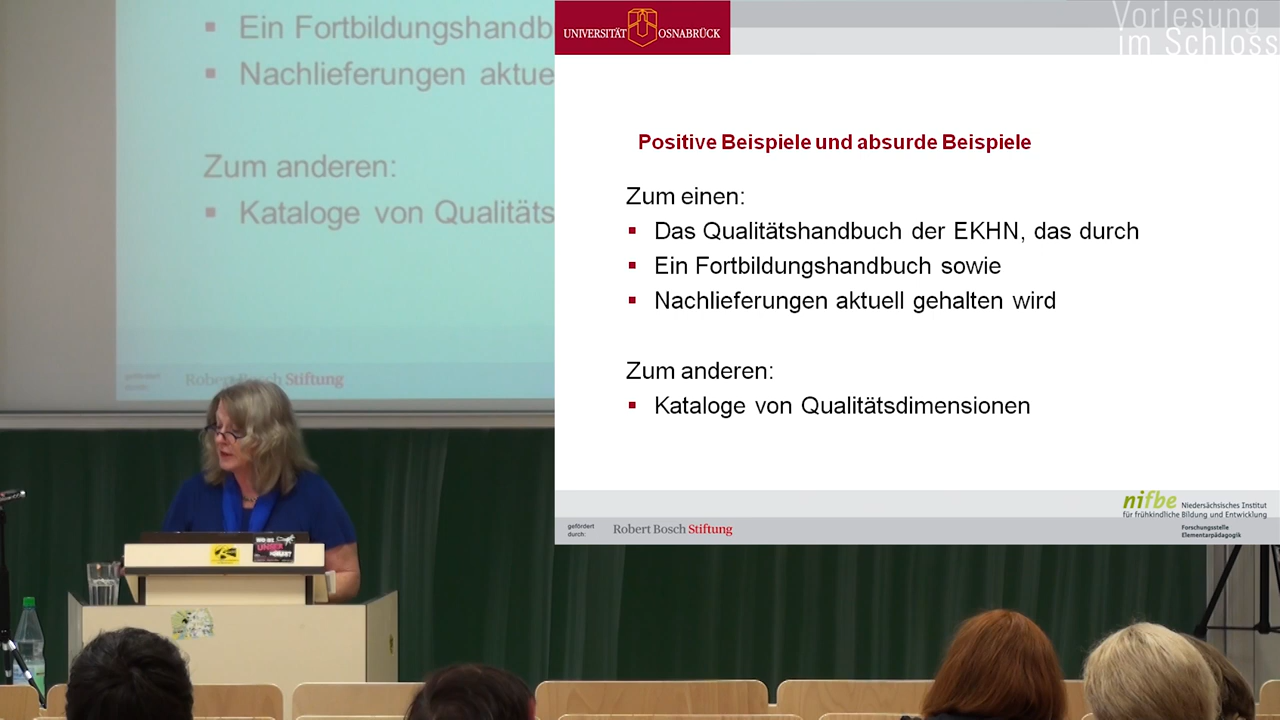 Ein Fortbildungshandb
Nachlieferungen aktue
Zum anderen:
Kataloge von Qualitäts
gefördert
Robert Bosch Stiftung
UNIVERSITÄT OSNABRÜCK
Vorlesung
im Schloss
Positive Beispiele und absurde Beispiele
Zum einen:
▪ Das Qualitätshandbuch der EKHN, das durch
▪ Ein Fortbildungshandbuch sowie
▪ Nachlieferungen aktuell gehalten wird
Zum anderen:
▪ Kataloge von Qualitätsdimensionen
gefördert
durch:
Robert Bosch Stiftung
nifbe Niedersächsisches Institut
für frühkindliche Bildung und Entwicklung
Forschungsstelle
Elementarpädagogik